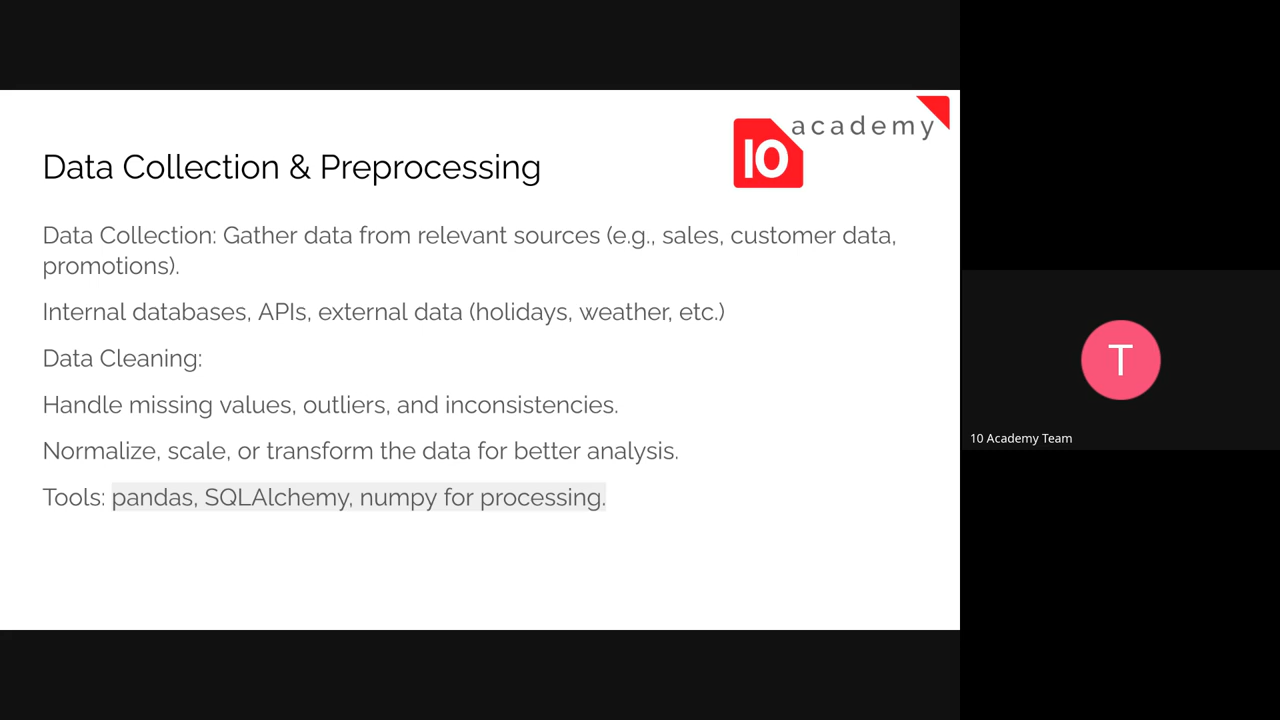 10 academy
Data Collection & Preprocessing
Data Collection: Gather data from relevant sources (e.g., sales, customer data,
promotions).
Internal databases, APIs, external data (holidays, weather, etc.)
Data Cleaning:
Handle missing values, outliers, and inconsistencies.
Normalize, scale, or transform the data for better analysis.
Tools: pandas, SQLAlchemy, numpy for processing.
T
10 Academy Team